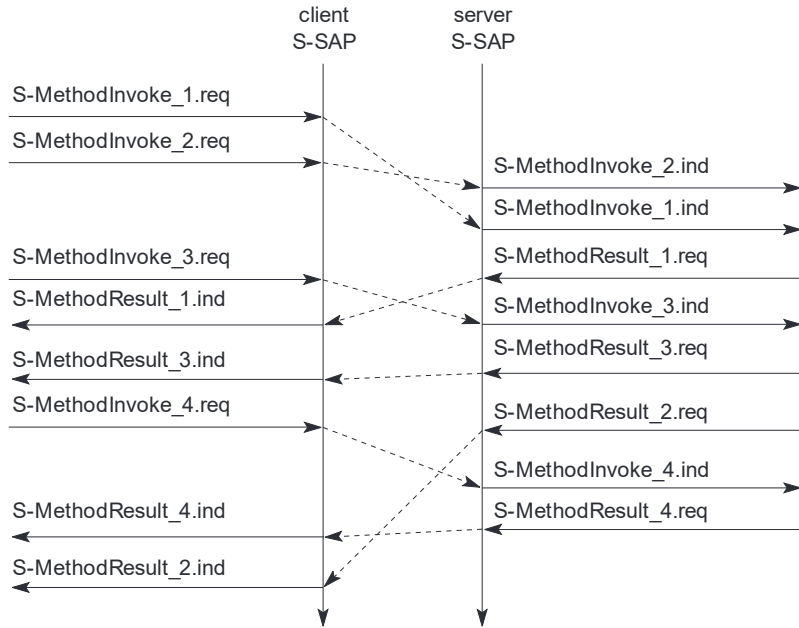 client
S-SAP
server
S-SAP
S-MethodInvoke_1.req
S-MethodInvoke_2.req
S-MethodInvoke_2.ind
S-MethodInvoke_1.ind
S-MethodInvoke_3.req
S-MethodResult_1.req
S-MethodResult_1.ind
S-MethodInvoke_3.ind
S-MethodResult_3.ind
S-MethodResult_3.req
S-MethodInvoke_4.req
S-MethodResult_2.req
S-MethodInvoke_4.ind
S-MethodResult_4.ind
S-MethodResult_4.req
S-MethodResult_2.ind